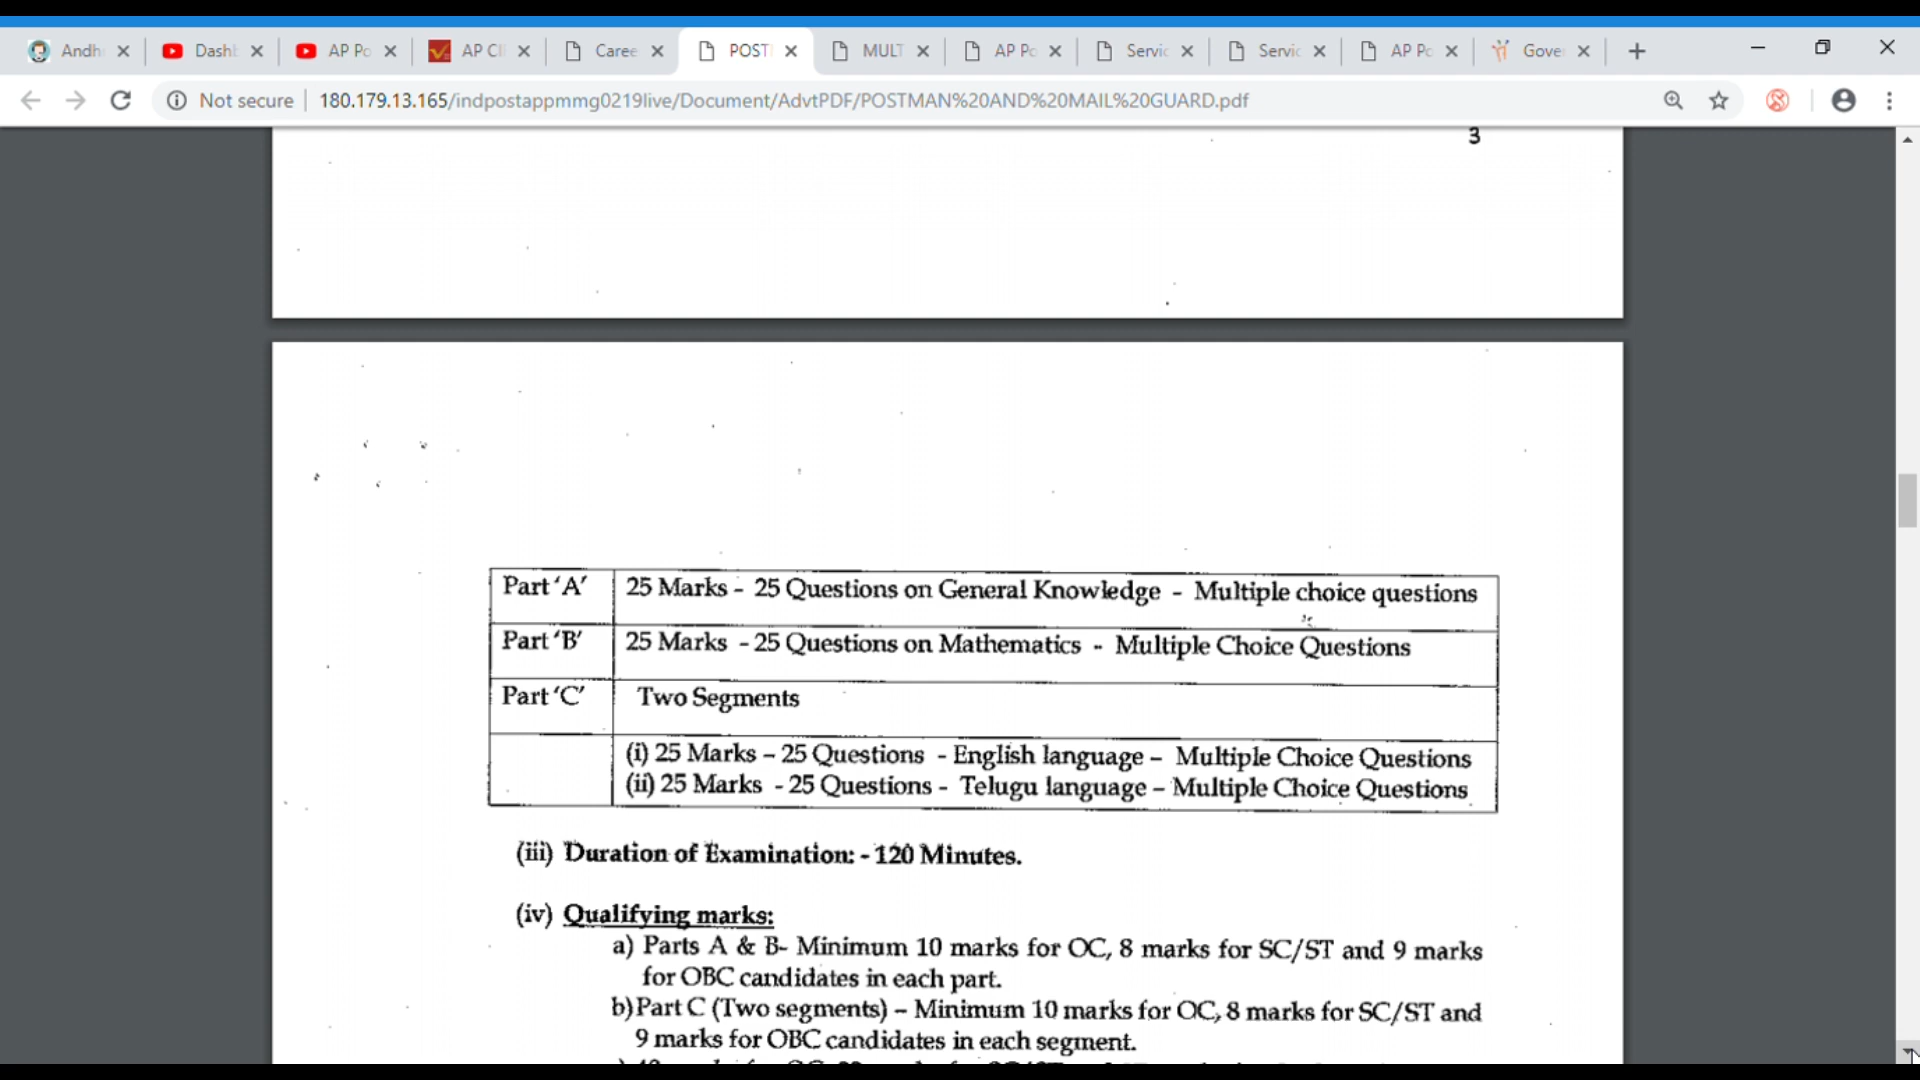 Andh
Dash
AP Po
AP CI
Caree
POST
MULT
AP Po
Servic
Servic
AP Po
Gove
Not secure
180.179.13.165/indpostappmmg0219live/Document/AdvtPDF/POSTMAN%20AND%20MAIL%20GUARD.pdf
3
Part 'A' 25 Marks - 25 Questions on General Knowledge - Multiple choice questions
Part 'B' 25 Marks - 25 Questions on Mathematics - Multiple Choice Questions
Part 'C' Two Segments
(i) 25 Marks – 25 Questions - English language – Multiple Choice Questions
(ii) 25 Marks - 25 Questions - Telugu language – Multiple Choice Questions
(iii) Duration of Examination: - 120 Minutes.
(iv) Qualifying marks:
a) Parts A & B- Minimum 10 marks for OC, 8 marks for SC/ST and 9 marks
for OBC candidates in each part.
b) Part C (Two segments) – Minimum 10 marks for OC, 8 marks for SC/ST and
9 marks for OBC candidates in each segment.